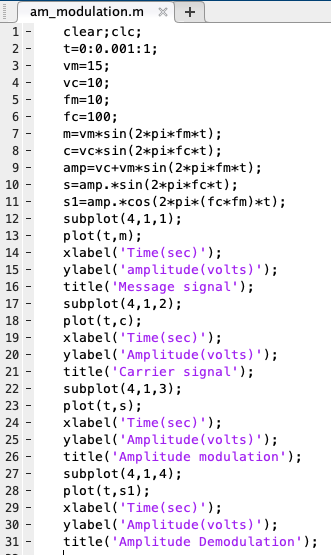 am_modulation.m × +
1 - clear;clc;
2 - t=0:0.001:1;
3 - vm=15;
4 - vc=10;
5 - fm=10;
6 - fc=100;
7 - m=vm*sin(2*pi*fm*t);
8 - c=vc*sin(2*pi*fc*t);
9 - amp=vc+vm*sin(2*pi*fm*t);
10 - s=amp.*sin(2*pi*fc*t);
11 - s1=amp.*cos(2*pi*(fc*fm)*t);
12 - subplot(4,1,1);
13 - plot(t,m);
14 - xlabel('Time(sec)');
15 - ylabel('amplitude(volts)');
16 - title('Message signal');
17 - subplot(4,1,2);
18 - plot(t,c);
19 - xlabel('Time(sec)');
20 - ylabel('Amplitude(volts)');
21 - title('Carrier signal');
22 - subplot(4,1,3);
23 - plot(t,s);
24 - xlabel('Time(sec)');
25 - ylabel('Amplitude(volts)');
26 - title('Amplitude modulation');
27 - subplot(4,1,4);
28 - plot(t,s1);
29 - xlabel('Time(sec)');
30 - ylabel('Amplitude(volts)');
31 - title('Amplitude Demodulation');